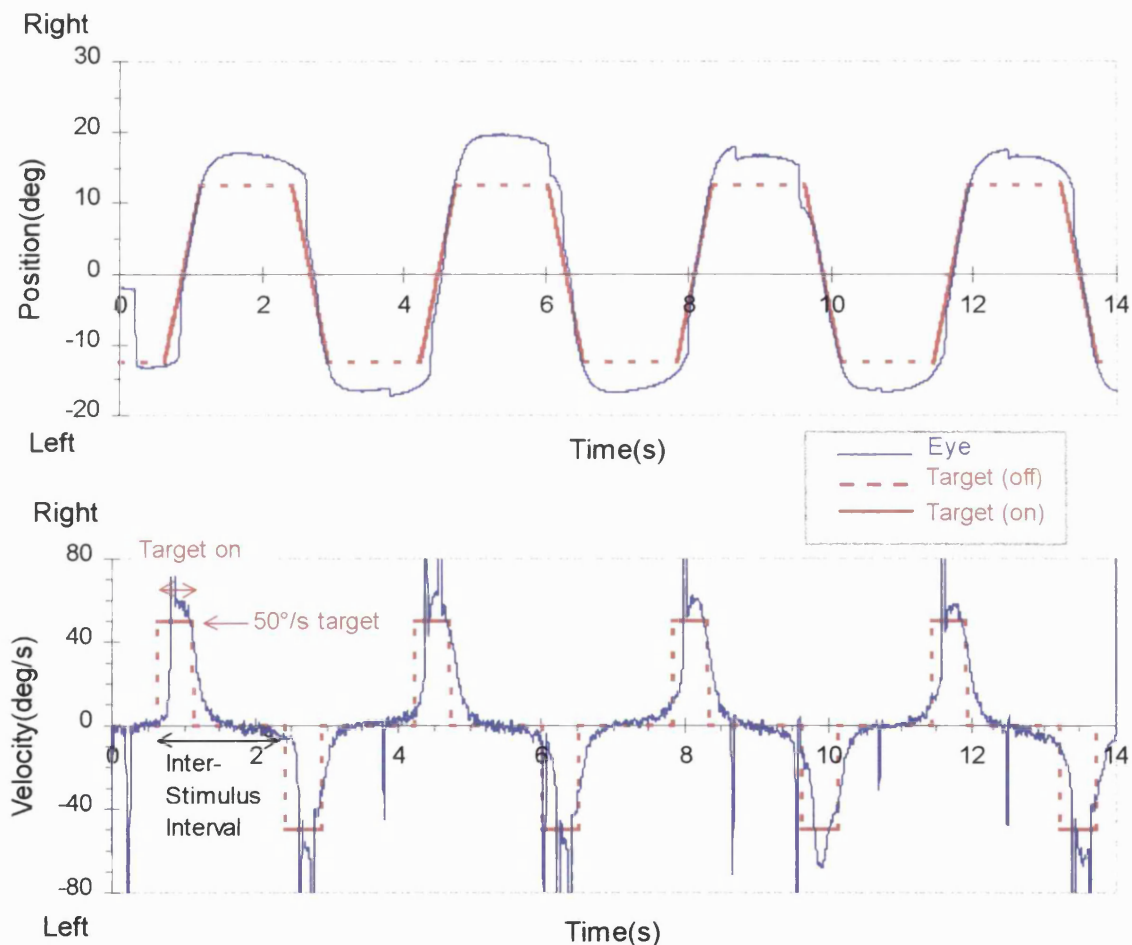 Right
30
20
10
0
-10
-20
Position(deg)
0 2 4 6 8 10 12 14
Left
Time(s)
Eye
Target (off)
Target (on)
Right
Target on
50°/s target
80
40
0
-40
-80
Velocity(deg/s)
0 2 4 6 8 10 12 14
Inter-
Stimulus
Interval
Left
Time(s)